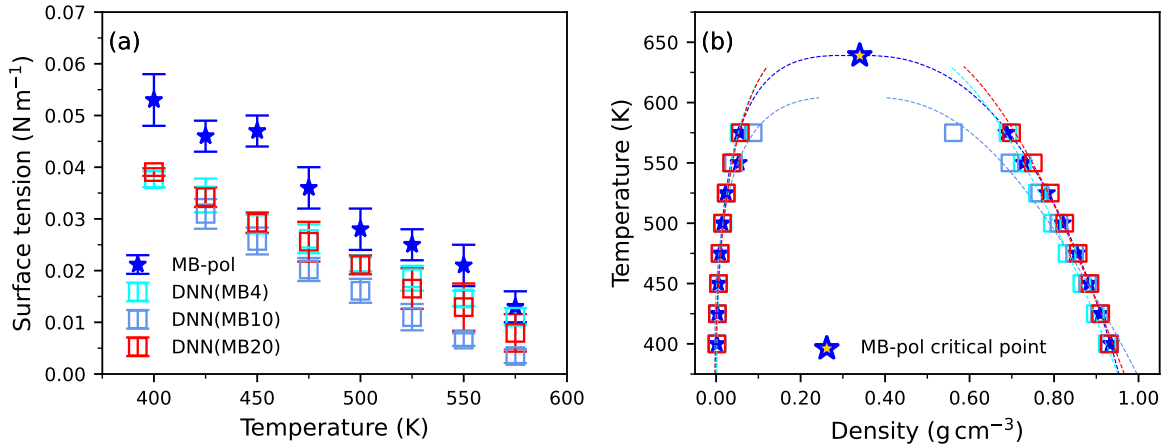 (a)
Surface tension (N m⁻¹)
0.07
0.06
0.05
0.04
0.03
0.02
0.01
0.00
MB-pol
DNN(MB4)
DNN(MB10)
DNN(MB20)
400
450
500
550
600
Temperature (K)
(b)
Temperature (K)
650
600
550
500
450
400
MB-pol critical point
0.00
0.20
0.40
0.60
0.80
1.00
Density (g cm⁻³)